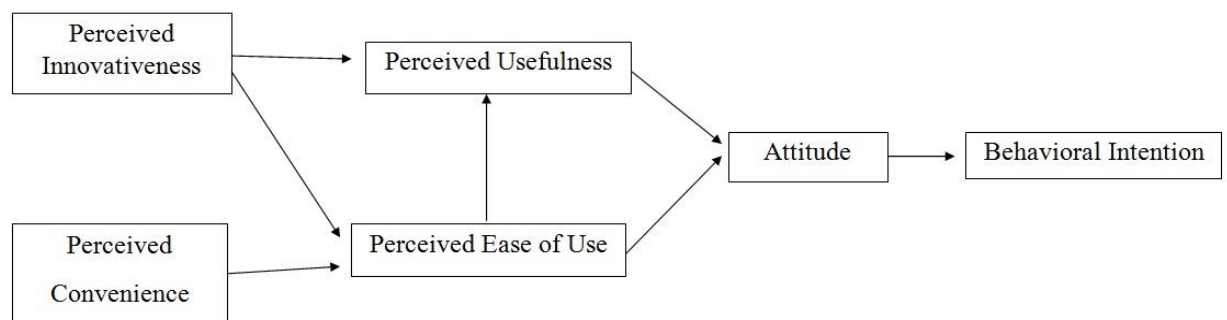 Perceived
Innovativeness
Perceived Usefulness
Attitude
Behavioral Intention
Perceived
Convenience
Perceived Ease of Use